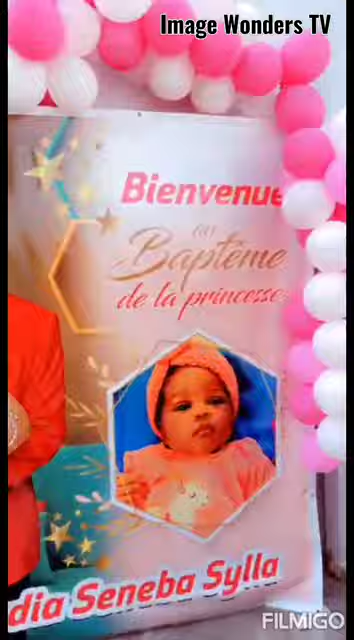 Image Wonders TV
Bienvenue
au
Baptême
de la princesse
dia Seneba Sylla
FILMIGO